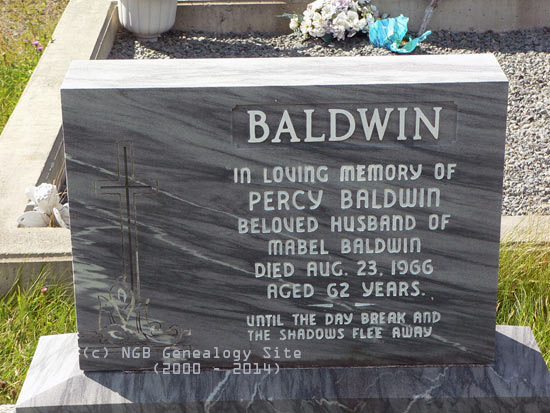 BALDWIN
IN LOVING MEMORY OF
PERCY BALDWIN
BELOVED HUSBAND OF
MABEL BALDWIN
DIED AUG. 23, 1966
AGED 62 YEARS.
UNTIL THE DAY BREAK AND
THE SHADOWS FLEE AWAY
(c) NGB Genealogy Site
(2000 - 2014)